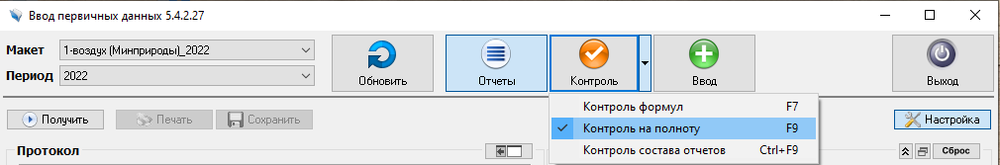 Ввод первичных данных 5.4.2.27
Макет
1-воздух (Минприроды)_2022
Период
2022
Обновить
Отчеты
Контроль
Ввод
Выход
Контроль формул F7
Контроль на полноту F9
Контроль состава отчетов Ctrl+F9
Получить
Печать
Сохранить
Настройка
Протокол
Сброс